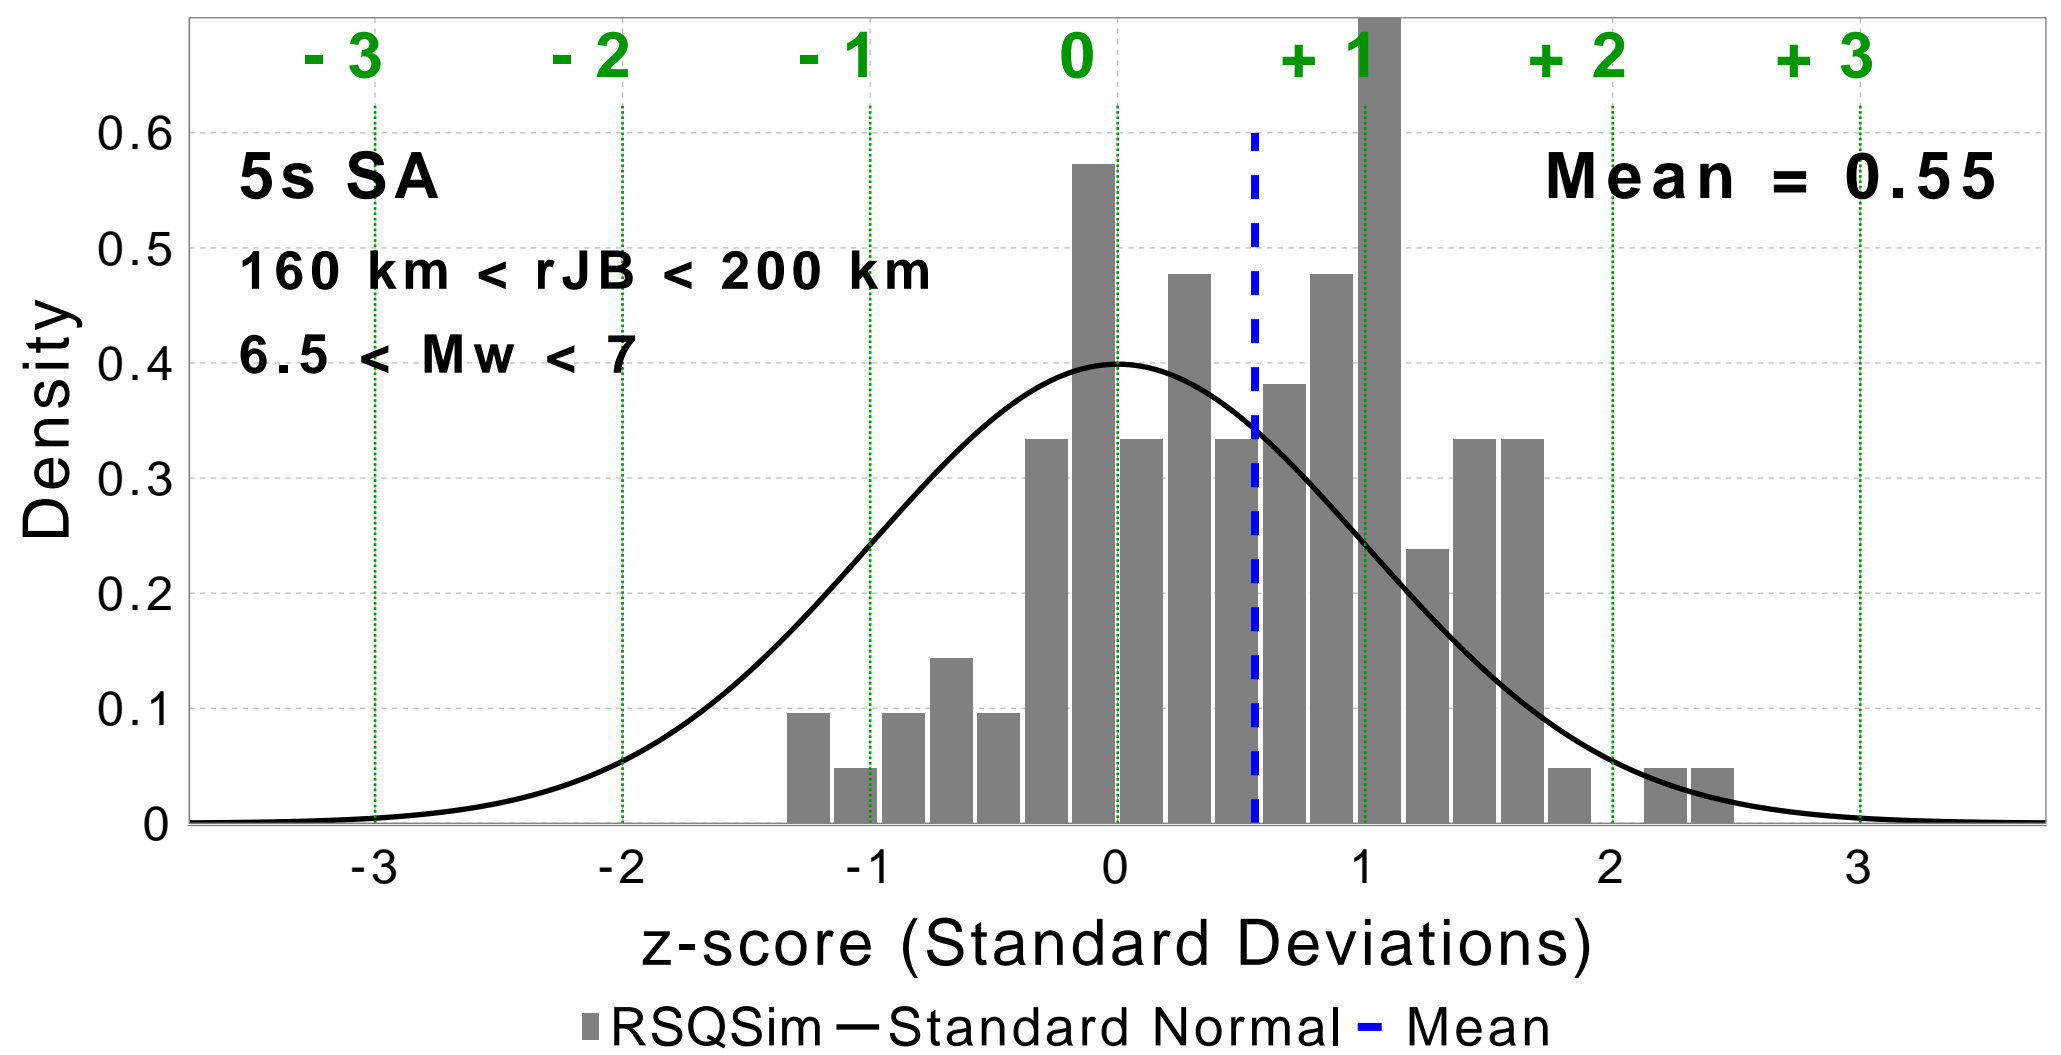 - 3 - 2 - 1 0 + 1 + 2 + 3
0.6
5s SA
Mean = 0.55
0.5
160 km < rJB < 200 km
0.4
6.5 < Mw < 7
0.3
0.2
0.1
0
Density
-3 -2 -1 0 1 2 3
z-score (Standard Deviations)
RSQSim Standard Normal Mean